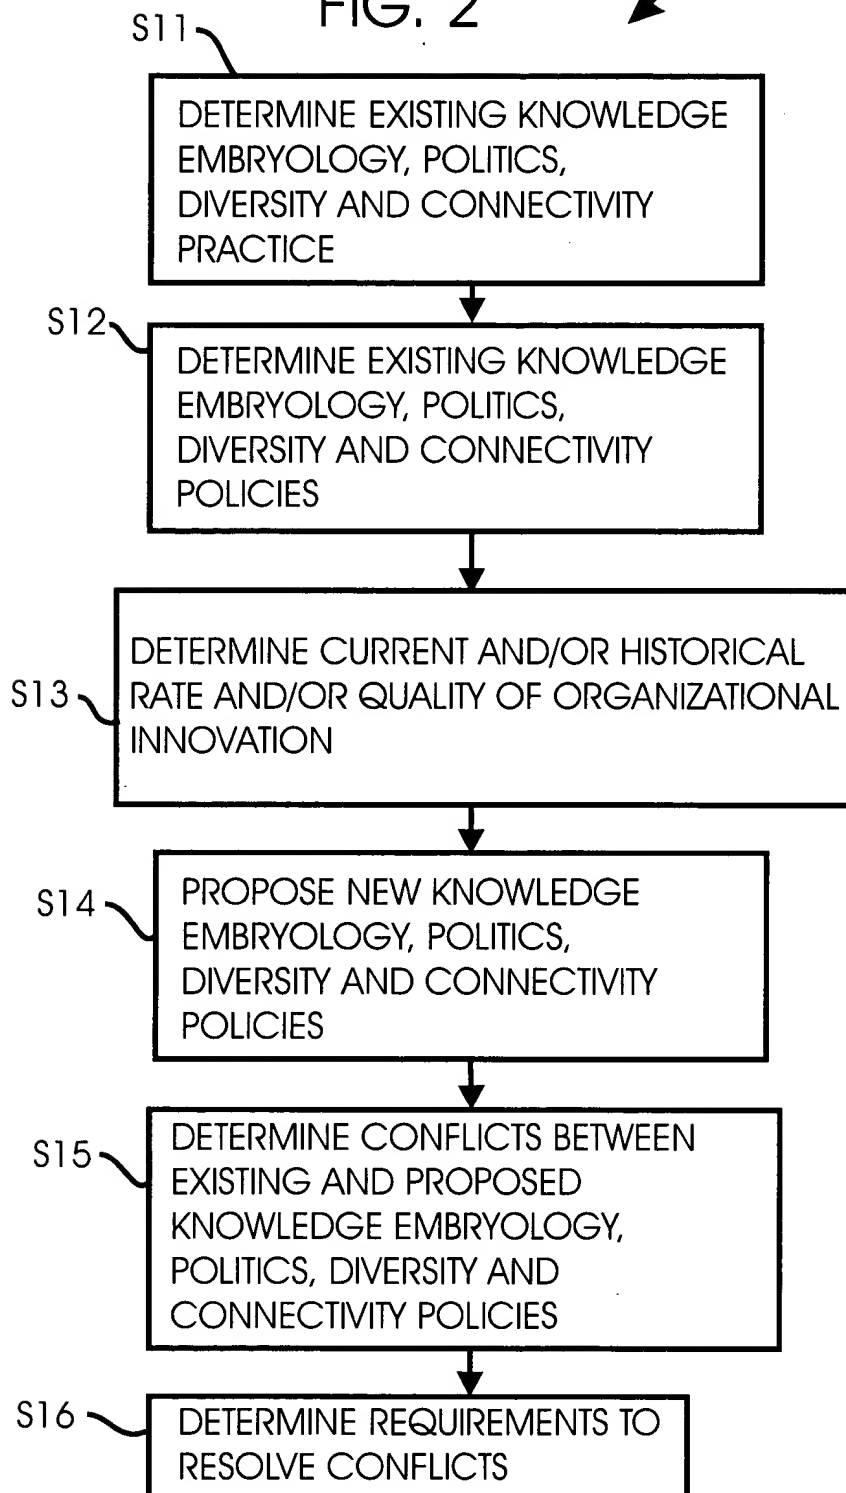 FIG. 2
S11
DETERMINE EXISTING KNOWLEDGE
EMBRYOLOGY, POLITICS,
DIVERSITY AND CONNECTIVITY
PRACTICE
S12
DETERMINE EXISTING KNOWLEDGE
EMBRYOLOGY, POLITICS,
DIVERSITY AND CONNECTIVITY
POLICIES
S13
DETERMINE CURRENT AND/OR HISTORICAL
RATE AND/OR QUALITY OF ORGANIZATIONAL
INNOVATION
S14
PROPOSE NEW KNOWLEDGE
EMBRYOLOGY, POLITICS,
DIVERSITY AND CONNECTIVITY
POLICIES
S15
DETERMINE CONFLICTS BETWEEN
EXISTING AND PROPOSED
KNOWLEDGE EMBRYOLOGY,
POLITICS, DIVERSITY AND
CONNECTIVITY POLICIES
S16
DETERMINE REQUIREMENTS TO
RESOLVE CONFLICTS